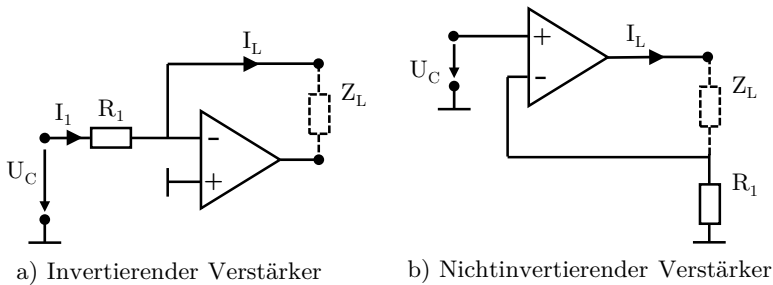 I_L
Z_L
I_1
R_1
U_C
-
+
a) Invertierender Verstärker
U_C
+
-
I_L
Z_L
R_1
b) Nichtinvertierender Verstärker